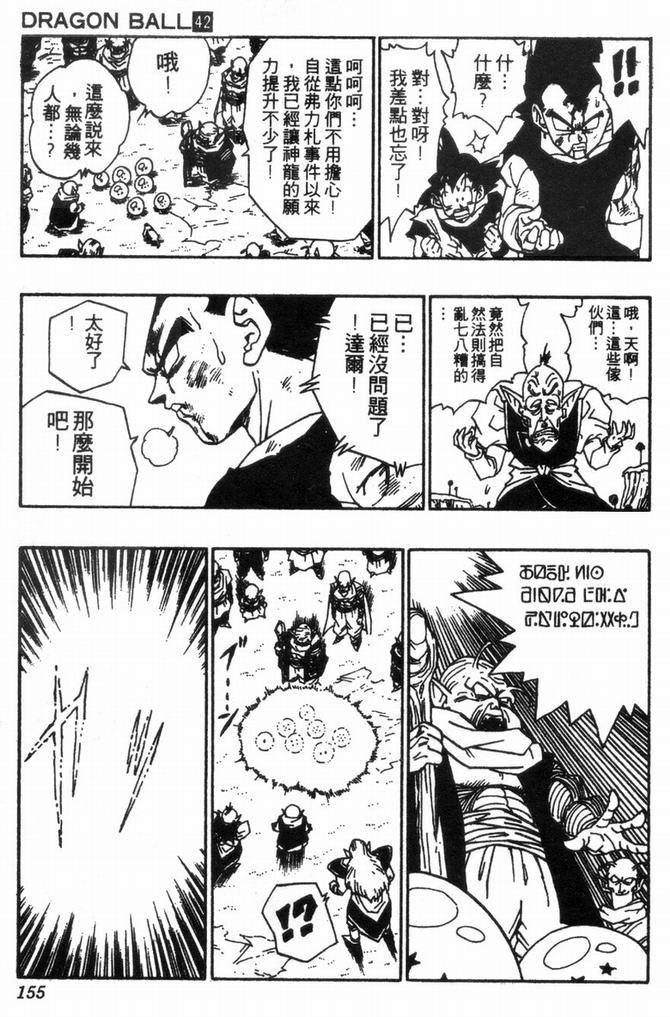 DRAGON BALL 42
!!
什…
什麼？
對…對呀！
我差點也忘了！
呵呵呵…
這點你們不用擔心！
自從弗力札事件以來
，我已經讓神龍的願
力提升不少了！
哦！
這麼說來
，無論幾
人都…？
哦，天啊！
這…這些傢
伙們…
竟然把自
然法則搞得
亂七八糟的
已…
已經沒問題了
！達爾！
太好了
！
那麼開始
吧！
ブーン
!?
カッ
155